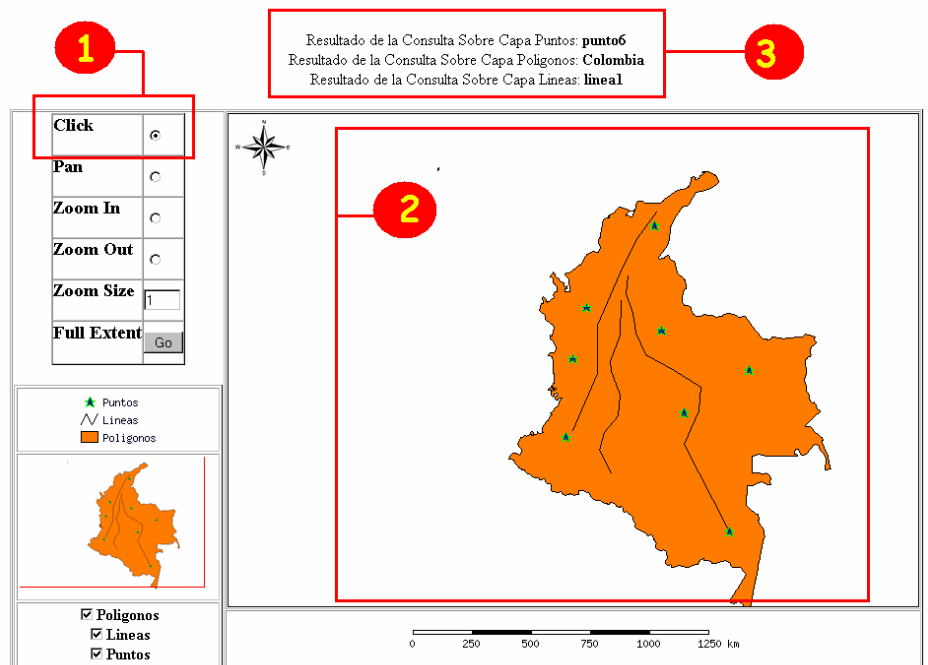 1
Resultado de la Consulta Sobre Capa Puntos: punto6
Resultado de la Consulta Sobre Capa Poligonos: Colombia
Resultado de la Consulta Sobre Capa Lineas: linea1
3
Click
Pan
Zoom In
Zoom Out
Zoom Size 1
Full Extent Go
N
W E
S
2
Puntos
Lineas
Poligonos
Poligonos
Lineas
Puntos
0 250 500 750 1000 1250 km